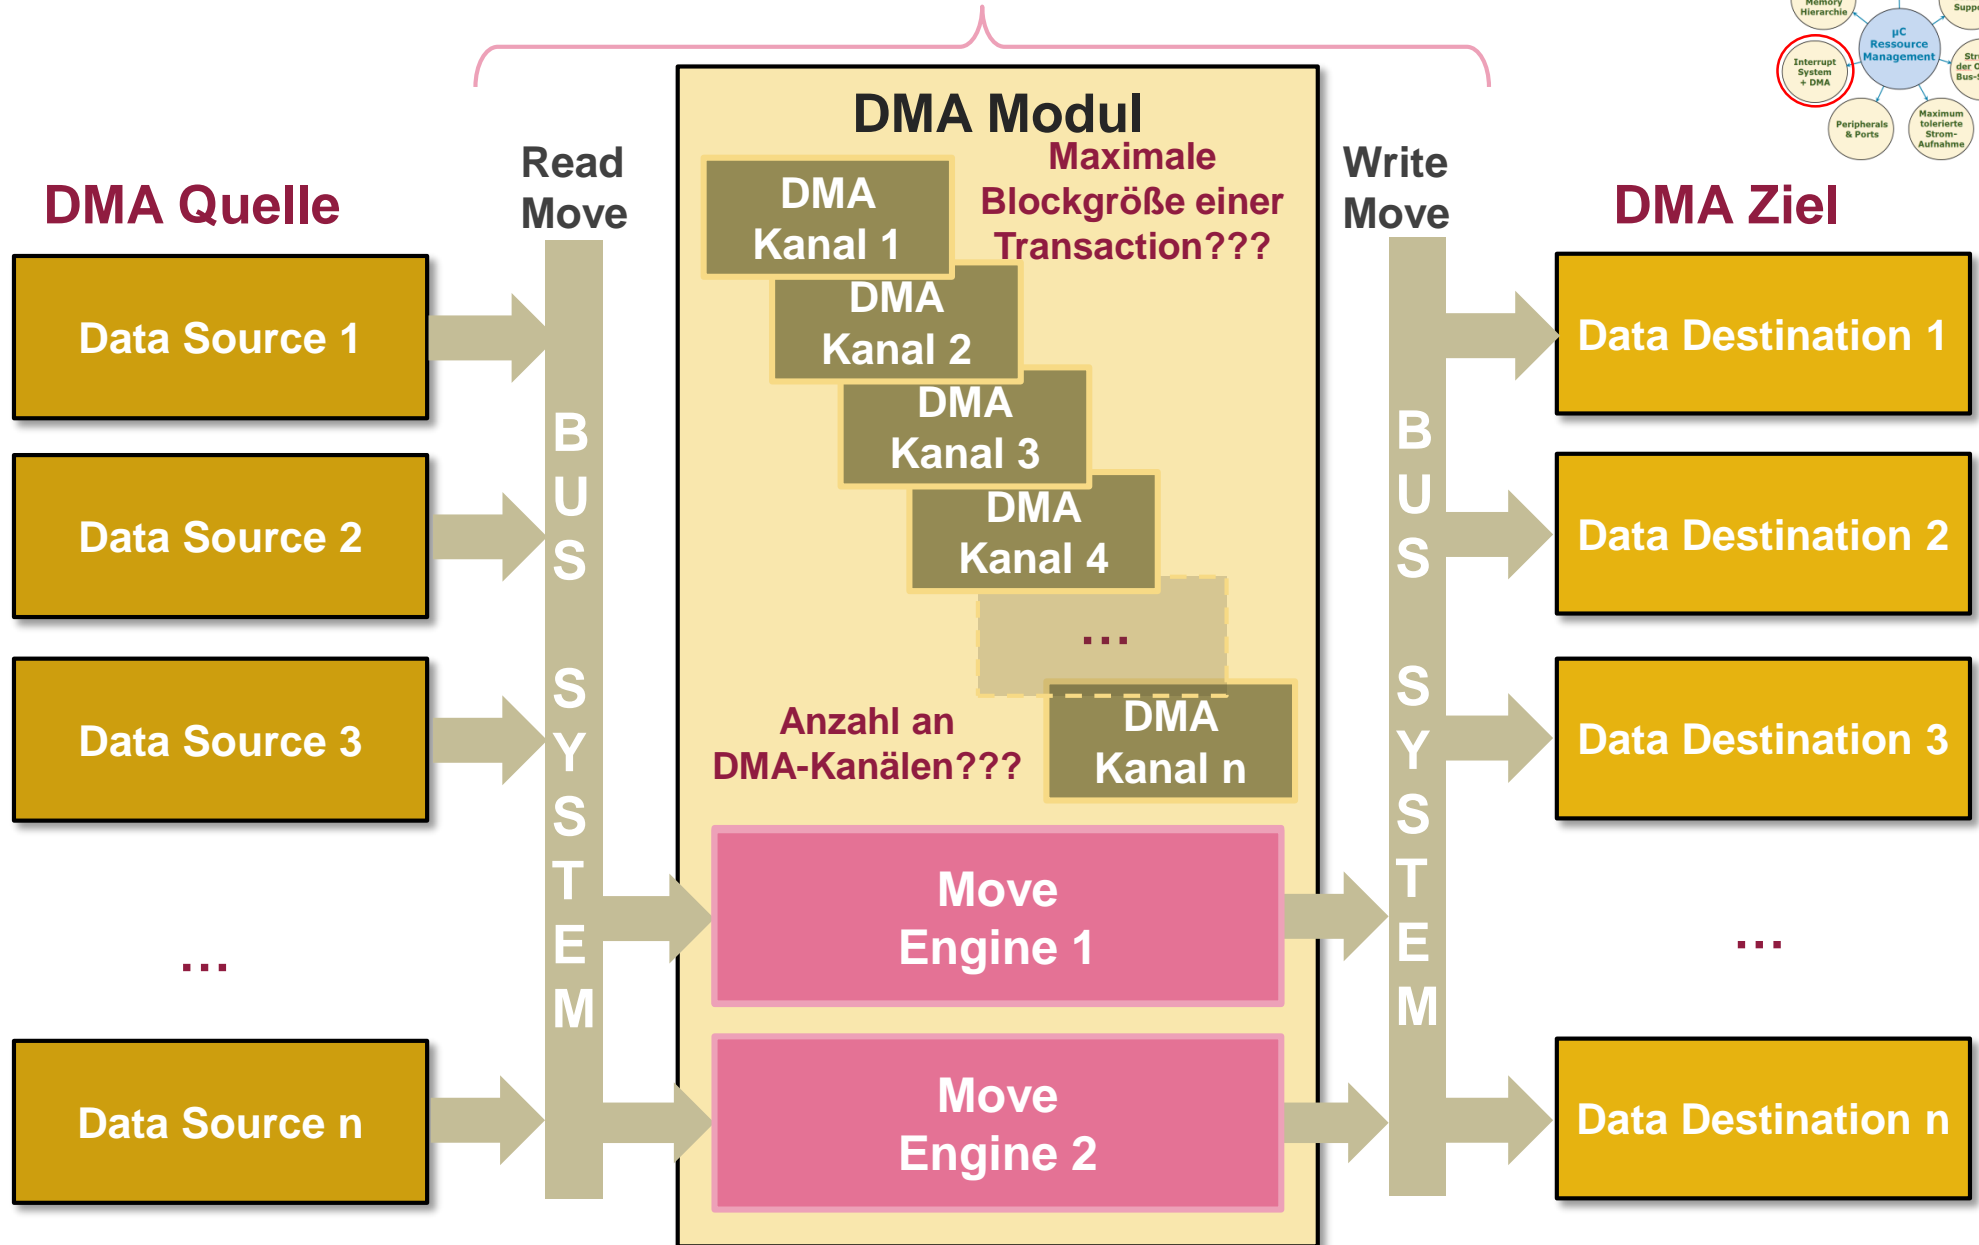 Memory
Hierarchie
µC
Ressource
Management
Interrupt
System
+ DMA
Peripherals
& Ports
Maximum
tolerierte
Strom-
Aufnahme
DMA Modul
DMA Quelle
Read
Move
Write
Move
DMA Ziel
Maximale
Blockgröße einer
Transaction???
DMA
Kanal 1
DMA
Kanal 2
DMA
Kanal 3
DMA
Kanal 4
...
DMA
Kanal n
Anzahl an
DMA-Kanälen???
Data Source 1
Data Source 2
Data Source 3
...
Data Source n
BUS SYSTEM
Move
Engine 1
Move
Engine 2
BUS SYSTEM
Data Destination 1
Data Destination 2
Data Destination 3
...
Data Destination n